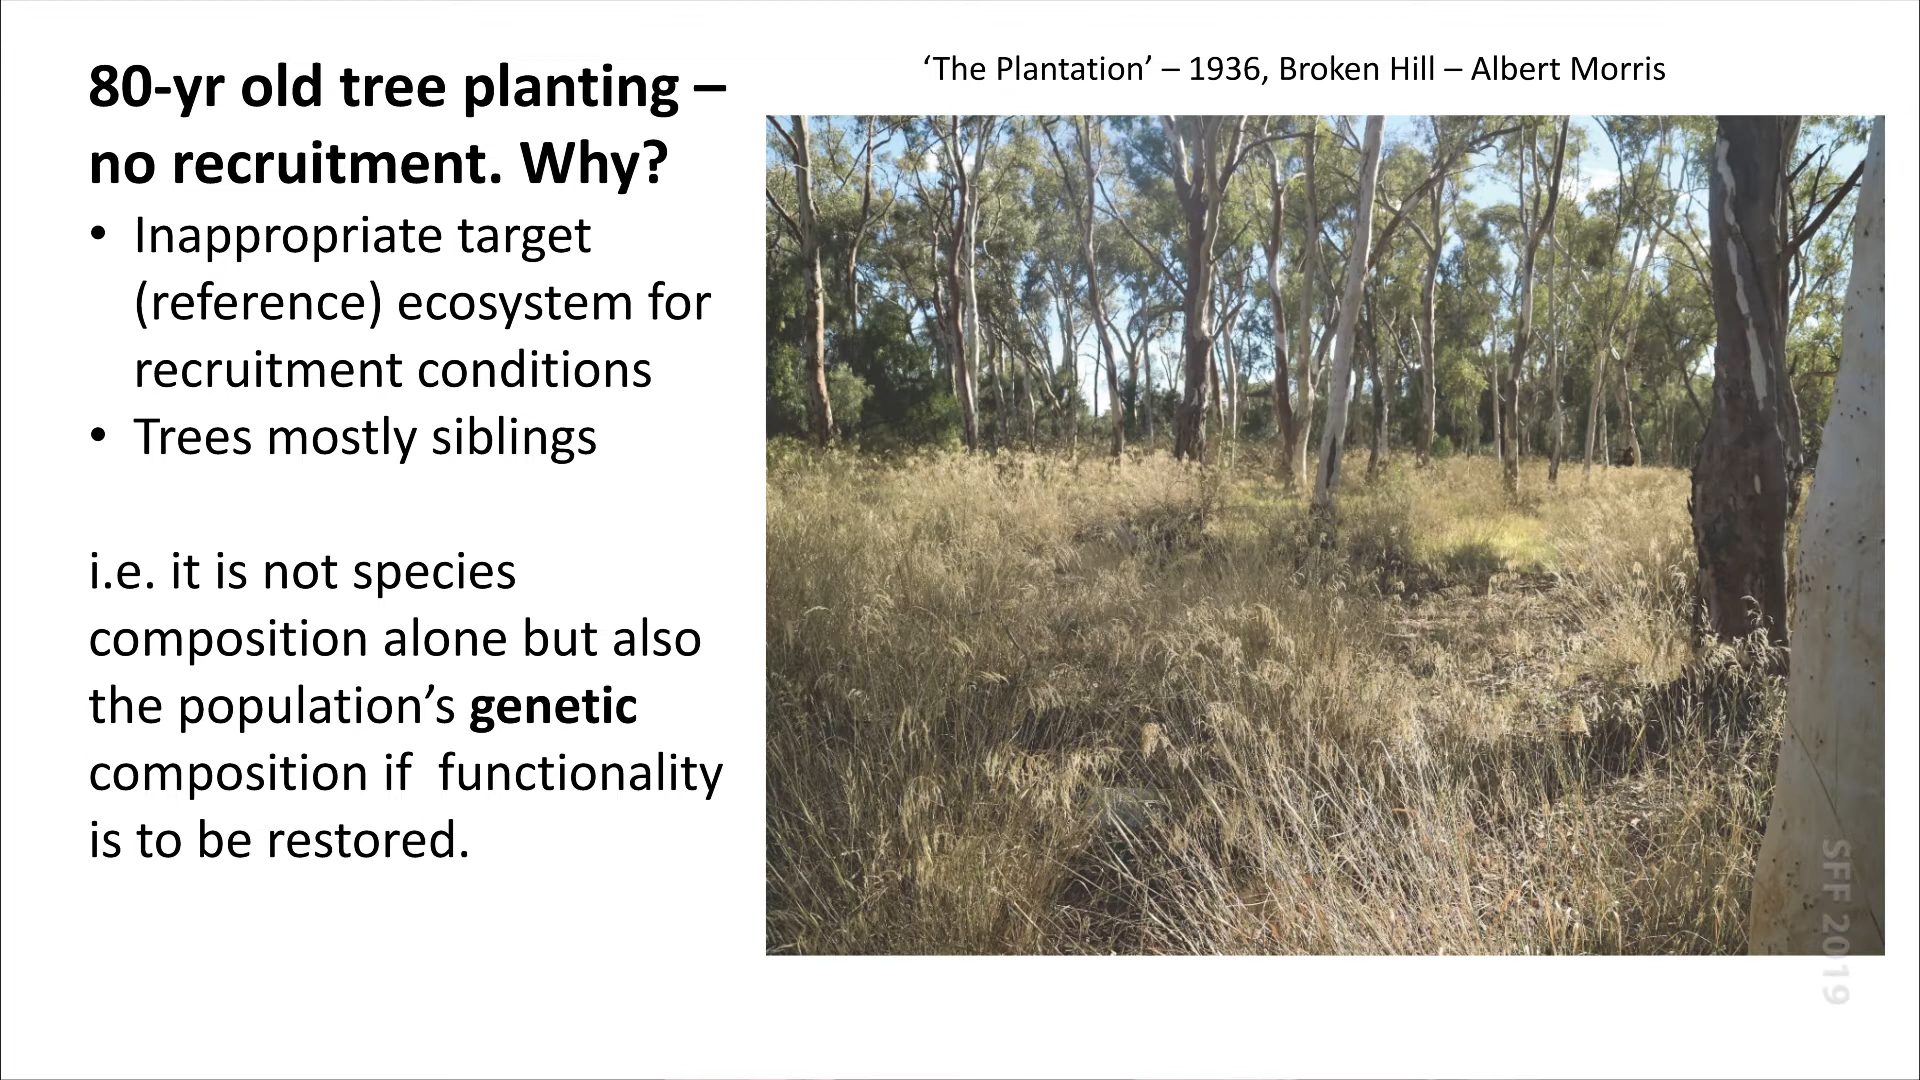 80-yr old tree planting –
no recruitment. Why?
• Inappropriate target
(reference) ecosystem for
recruitment conditions
• Trees mostly siblings
i.e. it is not species
composition alone but also
the population’s genetic
composition if  functionality
is to be restored.
‘The Plantation’ – 1936, Broken Hill – Albert Morris
SFF 2019